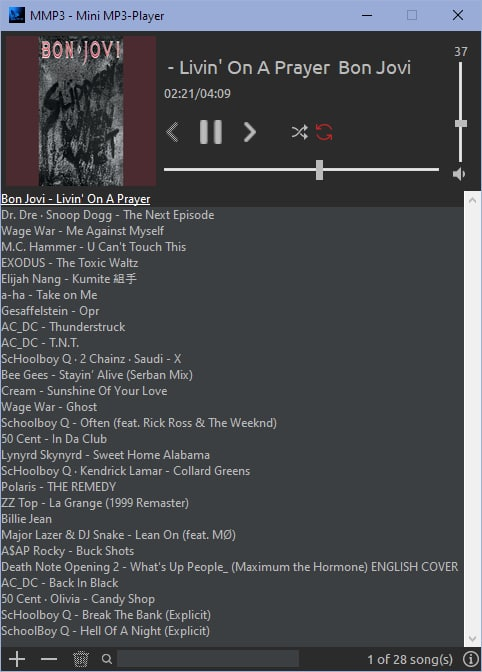 MMP3 - Mini MP3-Player
BON JOVI
SLIPPERY
WHEN
WET
- Livin' On A Prayer  Bon Jovi
37
02:21/04:09
Bon Jovi - Livin' On A Prayer
Dr. Dre · Snoop Dogg - The Next Episode
Wage War - Me Against Myself
M.C. Hammer - U Can't Touch This
EXODUS - The Toxic Waltz
Elijah Nang - Kumite 組手
a-ha - Take on Me
Gesaffelstein - Opr
AC_DC - Thunderstruck
AC_DC - T.N.T.
ScHoolboy Q · 2 Chainz · Saudi - X
Bee Gees - Stayin' Alive (Serban Mix)
Cream - Sunshine Of Your Love
Wage War - Ghost
Schoolboy Q - Often (feat. Rick Ross & The Weeknd)
50 Cent - In Da Club
Lynyrd Skynyrd - Sweet Home Alabama
ScHoolboy Q · Kendrick Lamar - Collard Greens
Polaris - THE REMEDY
ZZ Top - La Grange (1999 Remaster)
Billie Jean
Major Lazer & DJ Snake - Lean On (feat. MØ)
A$AP Rocky - Buck Shots
Death Note Opening 2 - What's Up People_ (Maximum the Hormone) ENGLISH COVER
AC_DC - Back In Black
50 Cent · Olivia - Candy Shop
ScHoolboy Q - Break The Bank (Explicit)
ScHoolboy Q - Hell Of A Night (Explicit)
1 of 28 song(s)